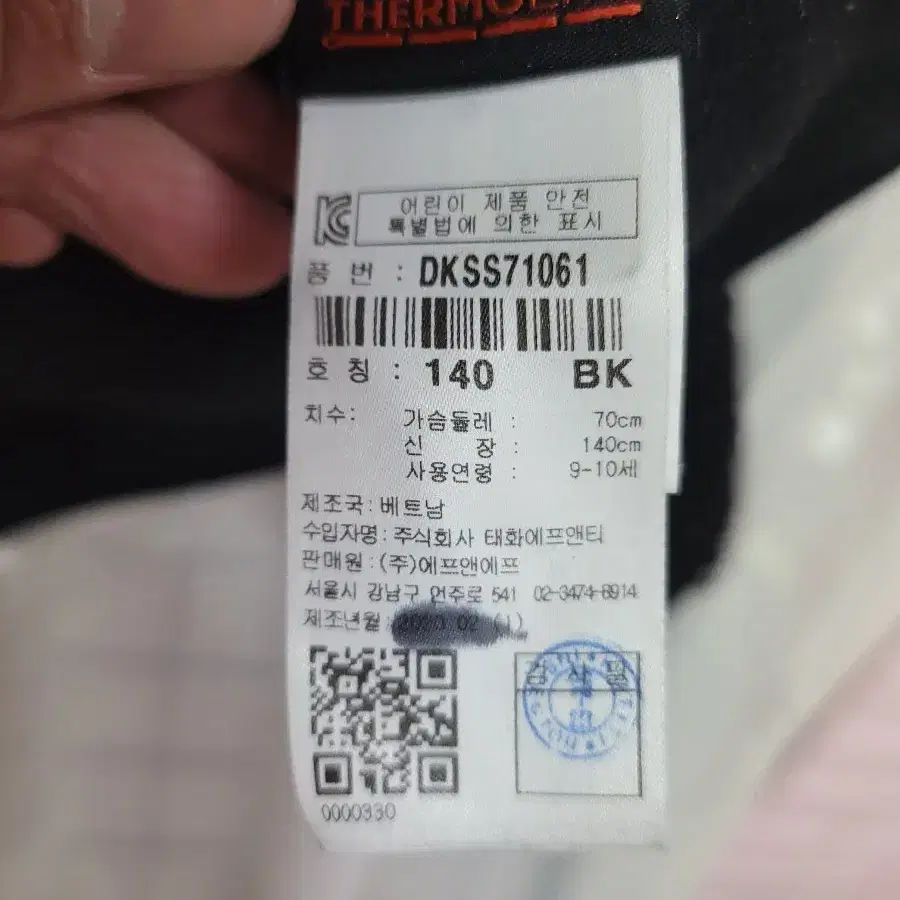 KC
어린이 제품 안전
특별법에 의한 표시
품 번 : DKSS71061
호 칭 : 140 BK
치수: 가슴둘레 : 70cm
신 장 : 140cm
사용연령 : 9-10세
제조국: 베트남
수입자명: 주식회사 태화에프앤티
판매원: (주)에프앤에프
서울시 강남구 언주로 541 02-3474-8914
제조년월: (1)
0000330